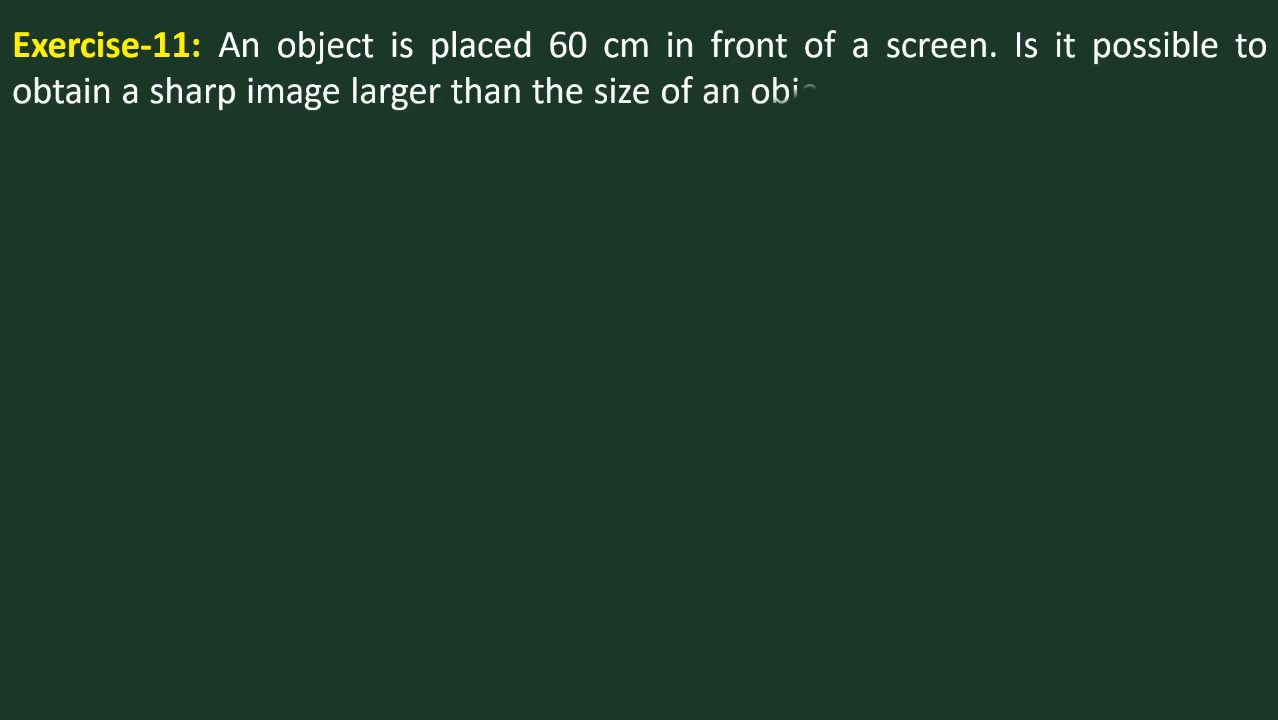 Exercise-11: An object is placed 60 cm in front of a screen. Is it possible to
obtain a sharp image larger than the size of an